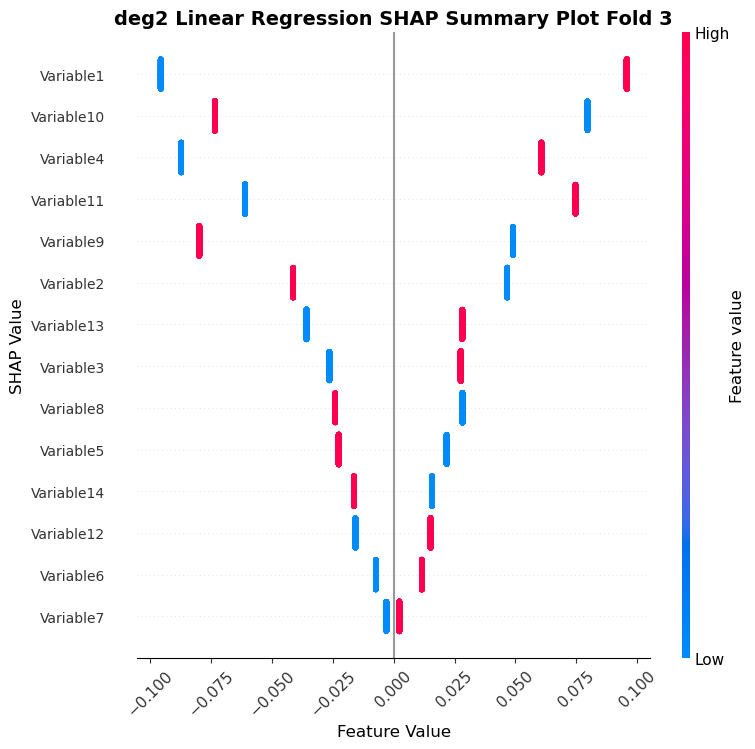 deg2 Linear Regression SHAP Summary Plot Fold 3
High
Variable1
Variable10
Variable4
Variable11
Variable9
Variable2
Variable13
Variable3
Variable8
Variable5
Variable14
Variable12
Variable6
Variable7
SHAP Value
Feature value
Low
−0.100
−0.075
−0.050
−0.025
0.000
0.025
0.050
0.075
0.100
Feature Value